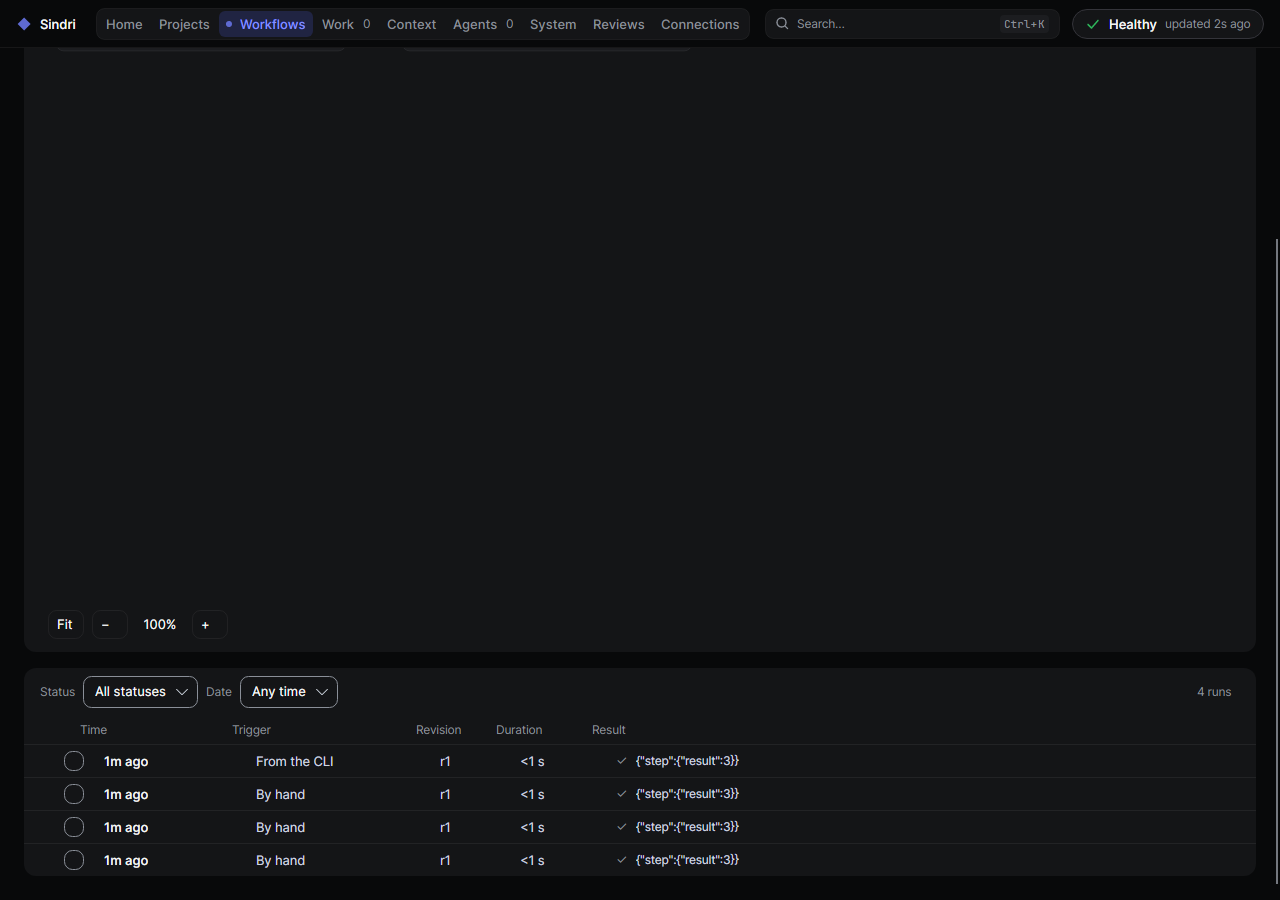 Sindri Home Projects Workflows Work 0 Context Agents 0 System Reviews Connections Search... Ctrl+K Healthy updated 2s ago
Fit − 100% +
Status All statuses Date Any time 4 runs
Time Trigger Revision Duration Result
1m ago From the CLI r1 <1 s {"step":{"result":3}}
1m ago By hand r1 <1 s {"step":{"result":3}}
1m ago By hand r1 <1 s {"step":{"result":3}}
1m ago By hand r1 <1 s {"step":{"result":3}}